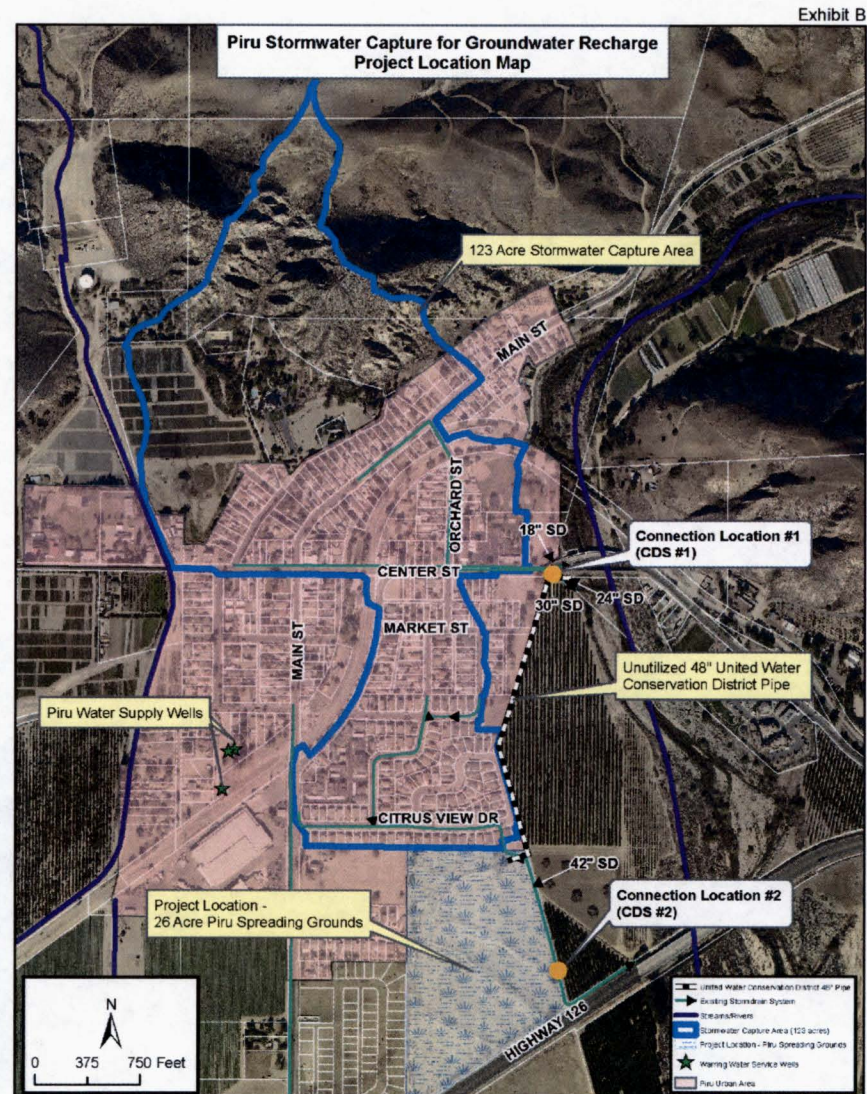 Exhibit B
Piru Stormwater Capture for Groundwater Recharge
Project Location Map
123 Acre Stormwater Capture Area
MAIN ST
ORCHARD ST
18" SD
Connection Location #1
(CDS #1)
CENTER ST
30" SD
24" SD
MARKET ST
MAIN ST
Unutilized 48" United Water
Conservation District Pipe
Piru Water Supply Wells
CITRUS VIEW DR
42" SD
Project Location -
26 Acre Piru Spreading Grounds
Connection Location #2
(CDS #2)
HIGHWAY 126
N
0 375 750 Feet
United Water Conservation District 48" Pipe
Existing Stormdrain System
Streams/Rivers
Stormwater Capture Area (123 acres)
Project Location - Piru Spreading Grounds
Warring Water Service Wells
Piru Urban Area